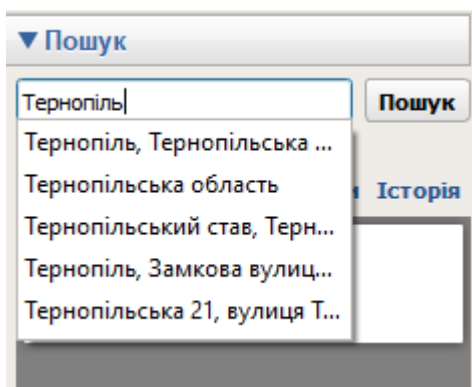 ▼Пошук
Тернопіль Пошук
Тернопіль, Тернопільська ...
Тернопільська область
Історія
Тернопільський став, Терн...
Тернопіль, Замкова вулиц...
Тернопільська 21, вулиця Т...